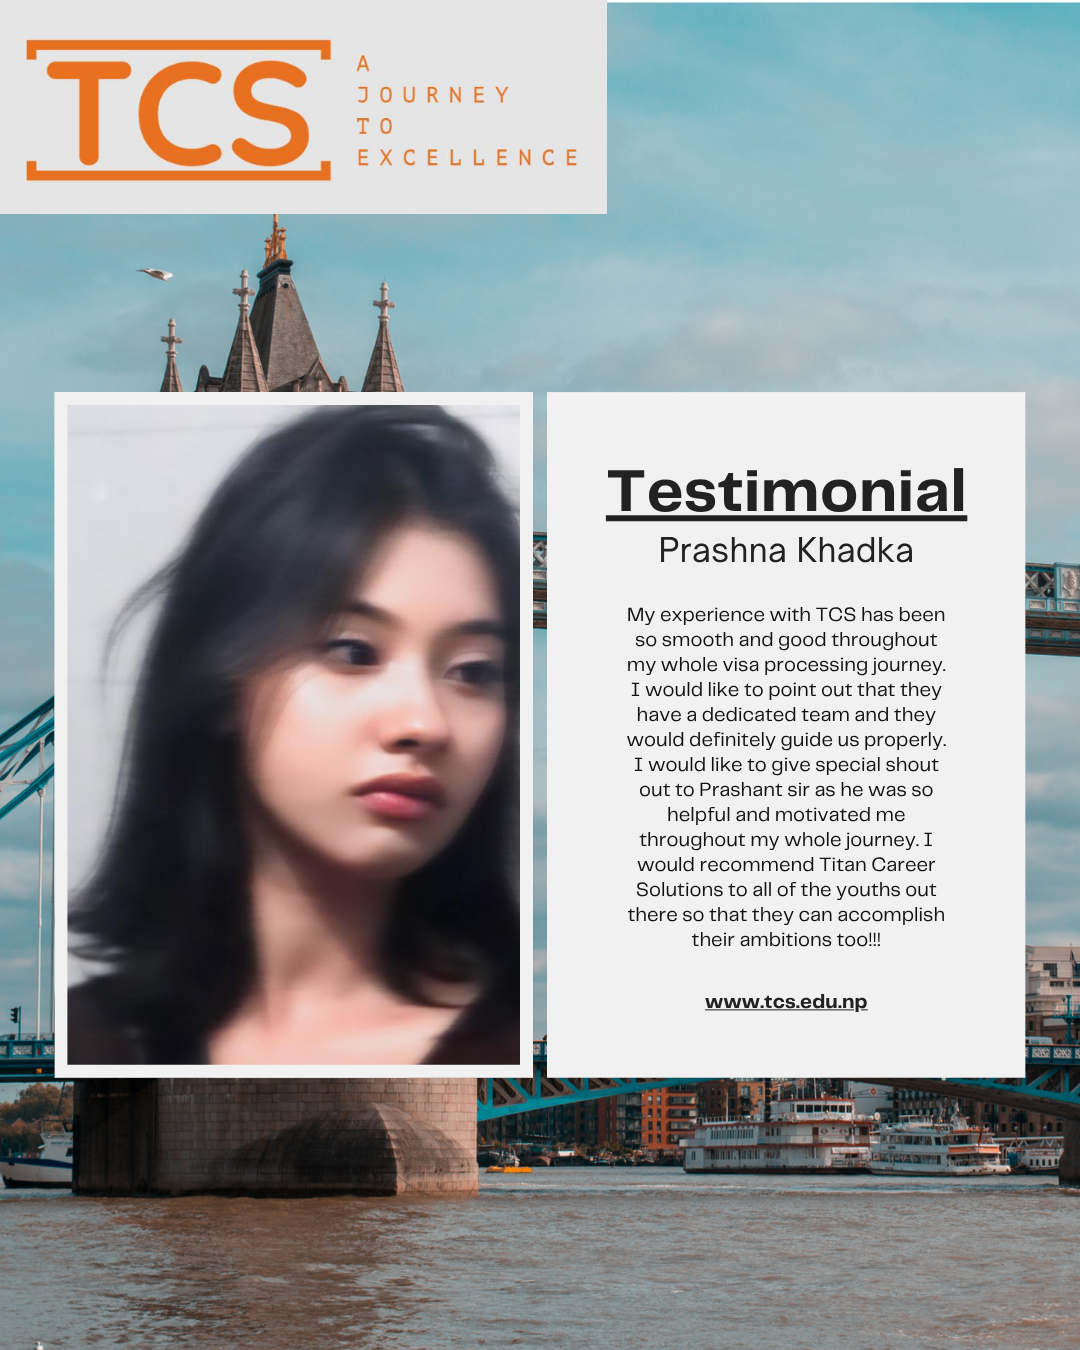 TCS
A
JOURNEY
TO
EXCELLENCE
Testimonial
Prashna Khadka
My experience with TCS has been
so smooth and good throughout
my whole visa processing journey.
I would like to point out that they
have a dedicated team and they
would definitely guide us properly.
I would like to give special shout
out to Prashant sir as he was so
helpful and motivated me
throughout my whole journey. I
would recommend Titan Career
Solutions to all of the youths out
there so that they can accomplish
their ambitions too!!!
www.tcs.edu.np